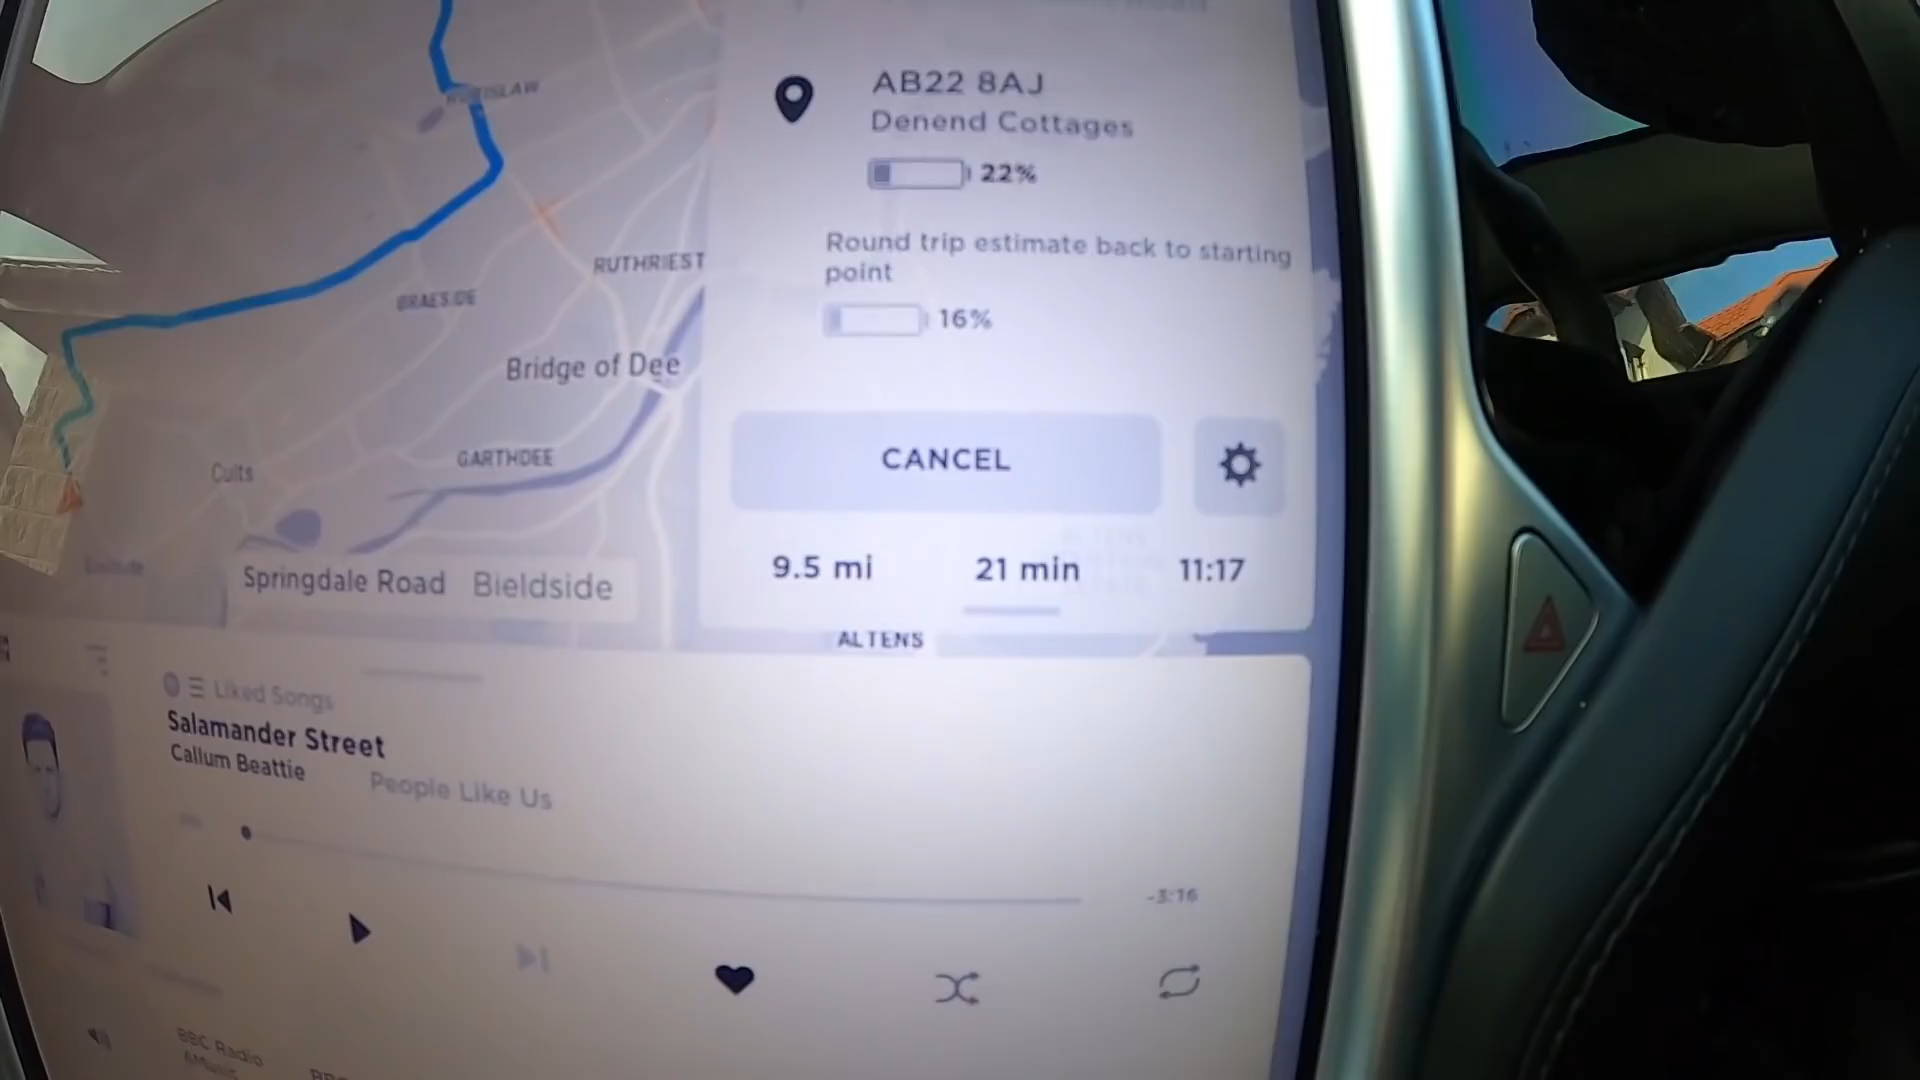 AB22 8AJ
Denend Cottages
22%
Round trip estimate back to starting
point
16%
CANCEL
9.5 mi 21 min 11:17
RUTHRIEST
BRAESIDE
Bridge of Dee
GARTHDEE
Cults
Springdale Road Bieldside
ALTENS
Liked Songs
Salamander Street
Callum Beattie
People Like Us
-3:16
BBC Radio